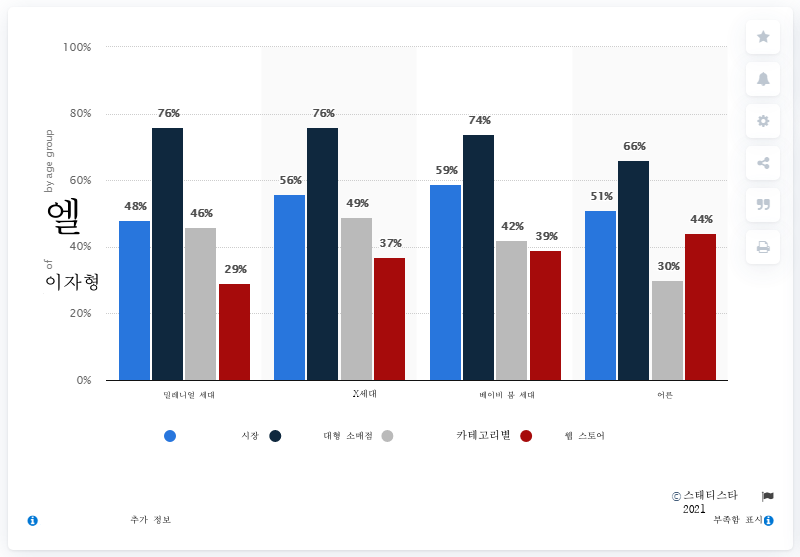 100%
80%
60%
40%
20%
0%
by age group
엘
of
이자형
48%
76%
46%
29%
56%
76%
49%
37%
59%
74%
42%
39%
51%
66%
30%
44%
밀레니얼 세대
X세대
베이비 붐 세대
어른
시장
대형 소매점
카테고리별
웹 스토어
© 스태티스타
2021
추가 정보
부족함 표시